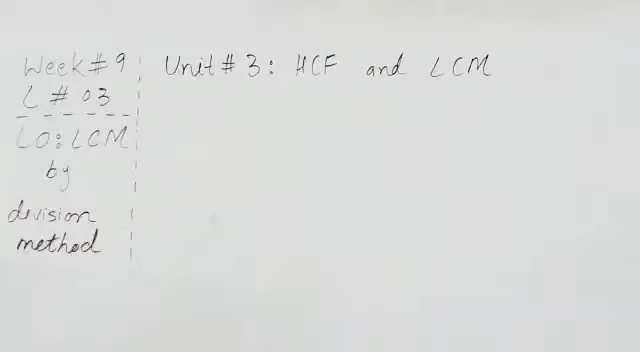 Week # 9
Unit # 3: HCF and LCM
L # 03
LO: LCM
by
division
method